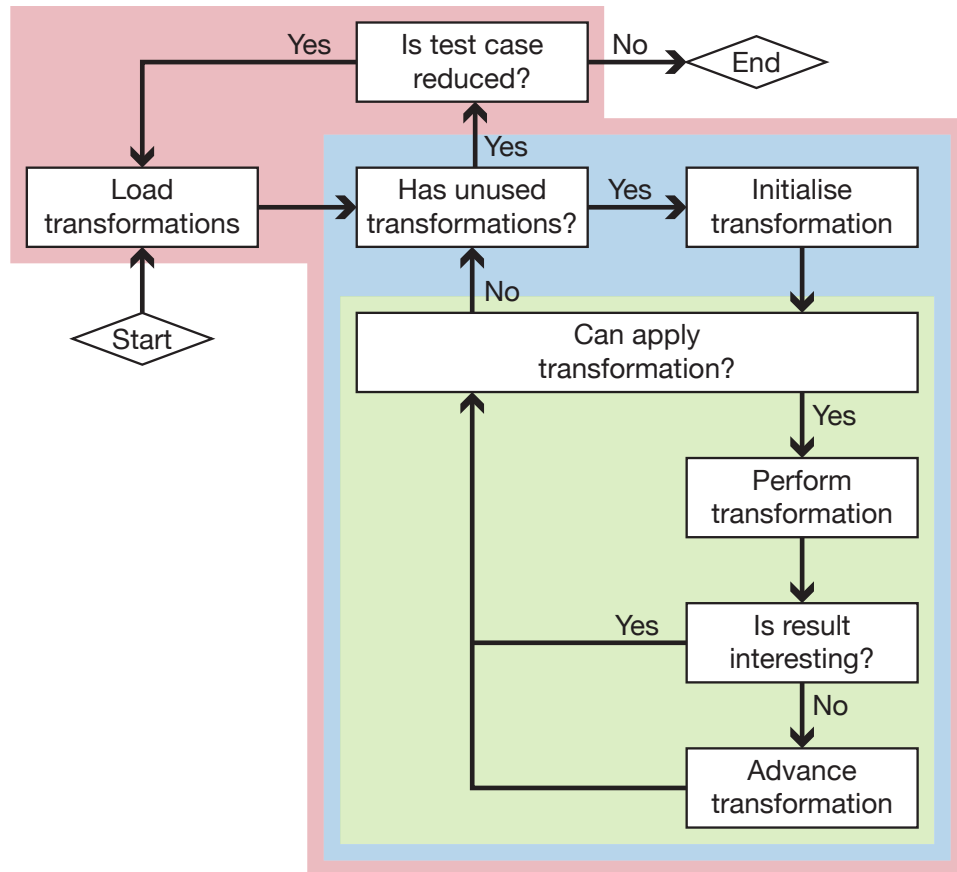 Yes
Is test case
reduced?
No
End
Yes
Load
transformations
Has unused
transformations?
Yes
Initialise
transformation
Start
No
Can apply
transformation?
Yes
Perform
transformation
Yes
Is result
interesting?
No
Advance
transformation